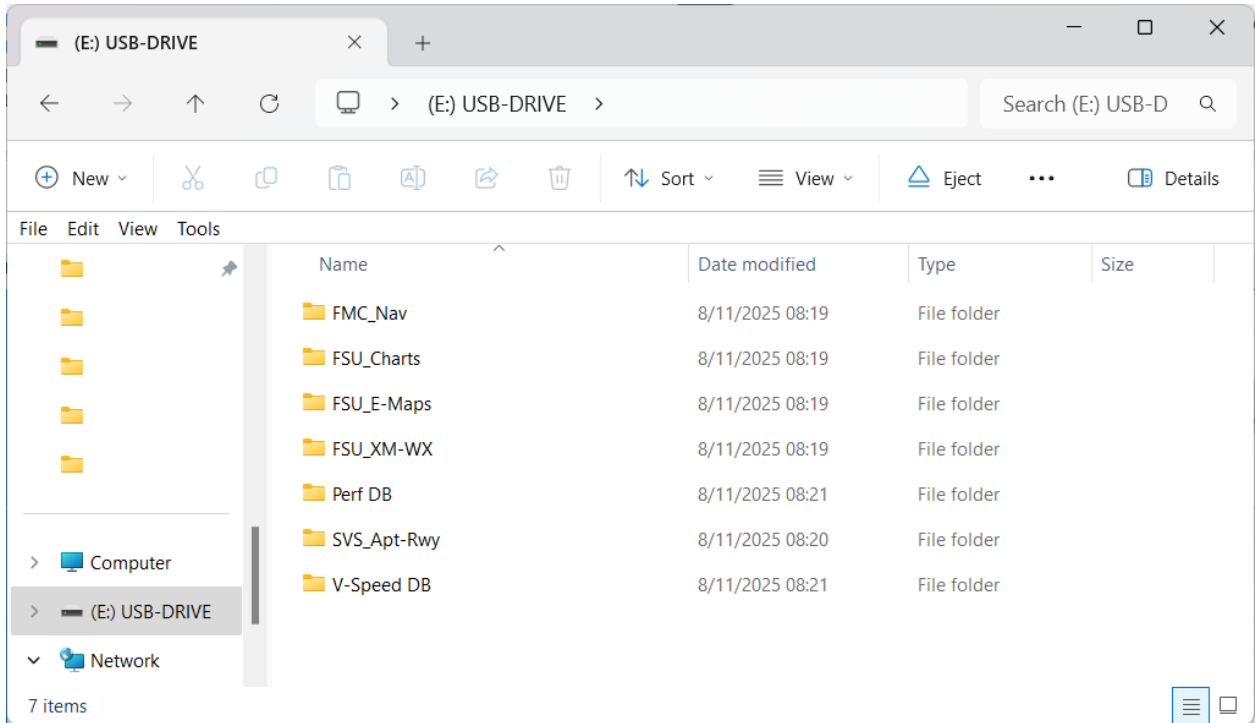 (E:) USB-DRIVE
(E:) USB-DRIVE
Search (E:) USB-D
New
A
Sort
View
Eject
Details
File Edit View Tools
Name Date modified Type Size
FMC_Nav 8/11/2025 08:19 File folder
FSU_Charts 8/11/2025 08:19 File folder
FSU_E-Maps 8/11/2025 08:19 File folder
FSU_XM-WX 8/11/2025 08:19 File folder
Perf DB 8/11/2025 08:21 File folder
SVS_Apt-Rwy 8/11/2025 08:20 File folder
V-Speed DB 8/11/2025 08:21 File folder
Computer
(E:) USB-DRIVE
Network
7 items